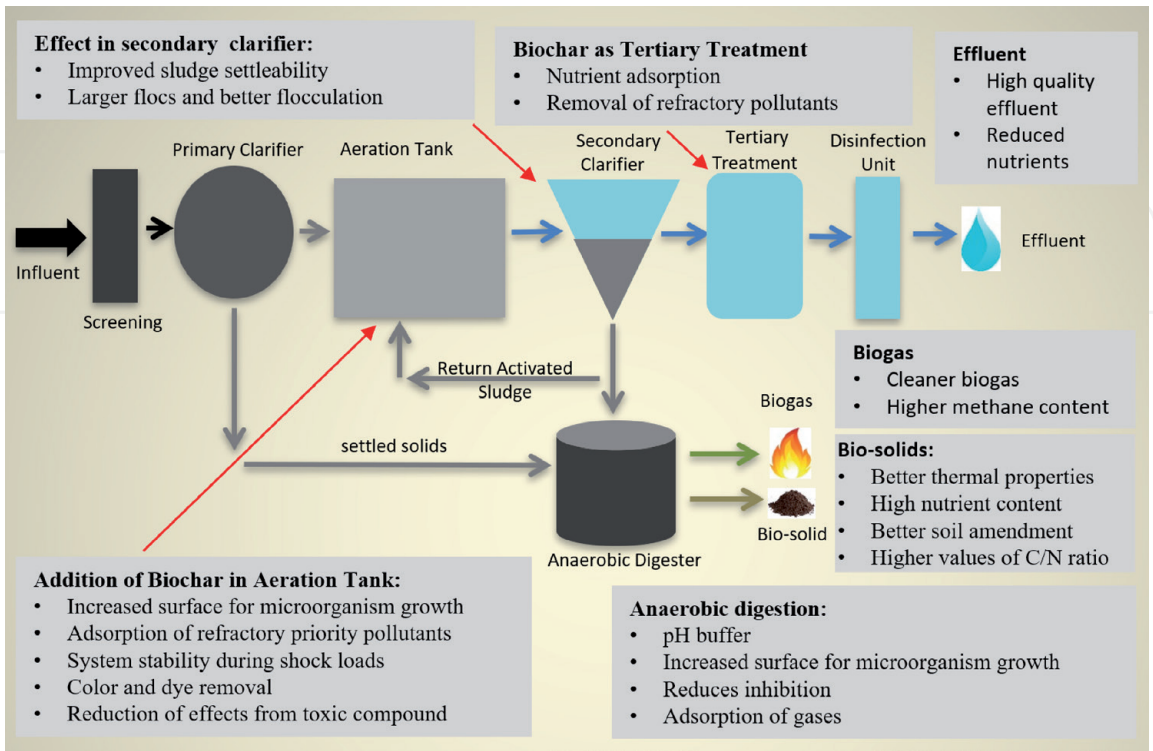 Effect in secondary clarifier:
• Improved sludge settleability
• Larger flocs and better flocculation
Biochar as Tertiary Treatment
• Nutrient adsorption
• Removal of refractory pollutants
Effluent
• High quality
effluent
• Reduced
nutrients
Primary Clarifier
Aeration Tank
Secondary
Clarifier
Tertiary
Treatment
Disinfection
Unit
Influent
Screening
Effluent
Return Activated
Sludge
settled solids
Anaerobic Digester
Biogas
Bio-solid
Biogas
• Cleaner biogas
• Higher methane content
Bio-solids:
• Better thermal properties
• High nutrient content
• Better soil amendment
• Higher values of C/N ratio
Addition of Biochar in Aeration Tank:
• Increased surface for microorganism growth
• Adsorption of refractory priority pollutants
• System stability during shock loads
• Color and dye removal
• Reduction of effects from toxic compound
Anaerobic digestion:
• pH buffer
• Increased surface for microorganism growth
• Reduces inhibition
• Adsorption of gases